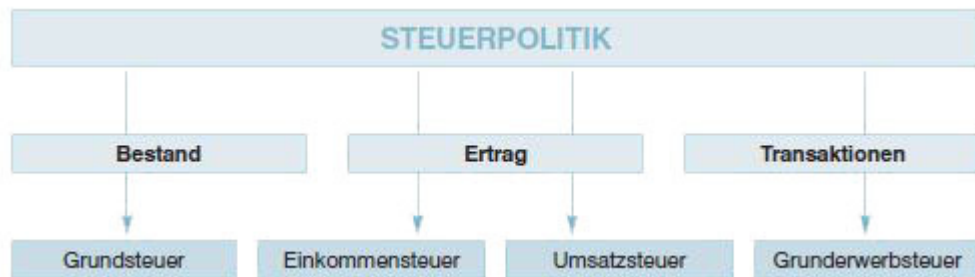 STEUERPOLITIK
Bestand Ertrag Transaktionen
Grundsteuer Einkommensteuer Umsatzsteuer Grunderwerbsteuer